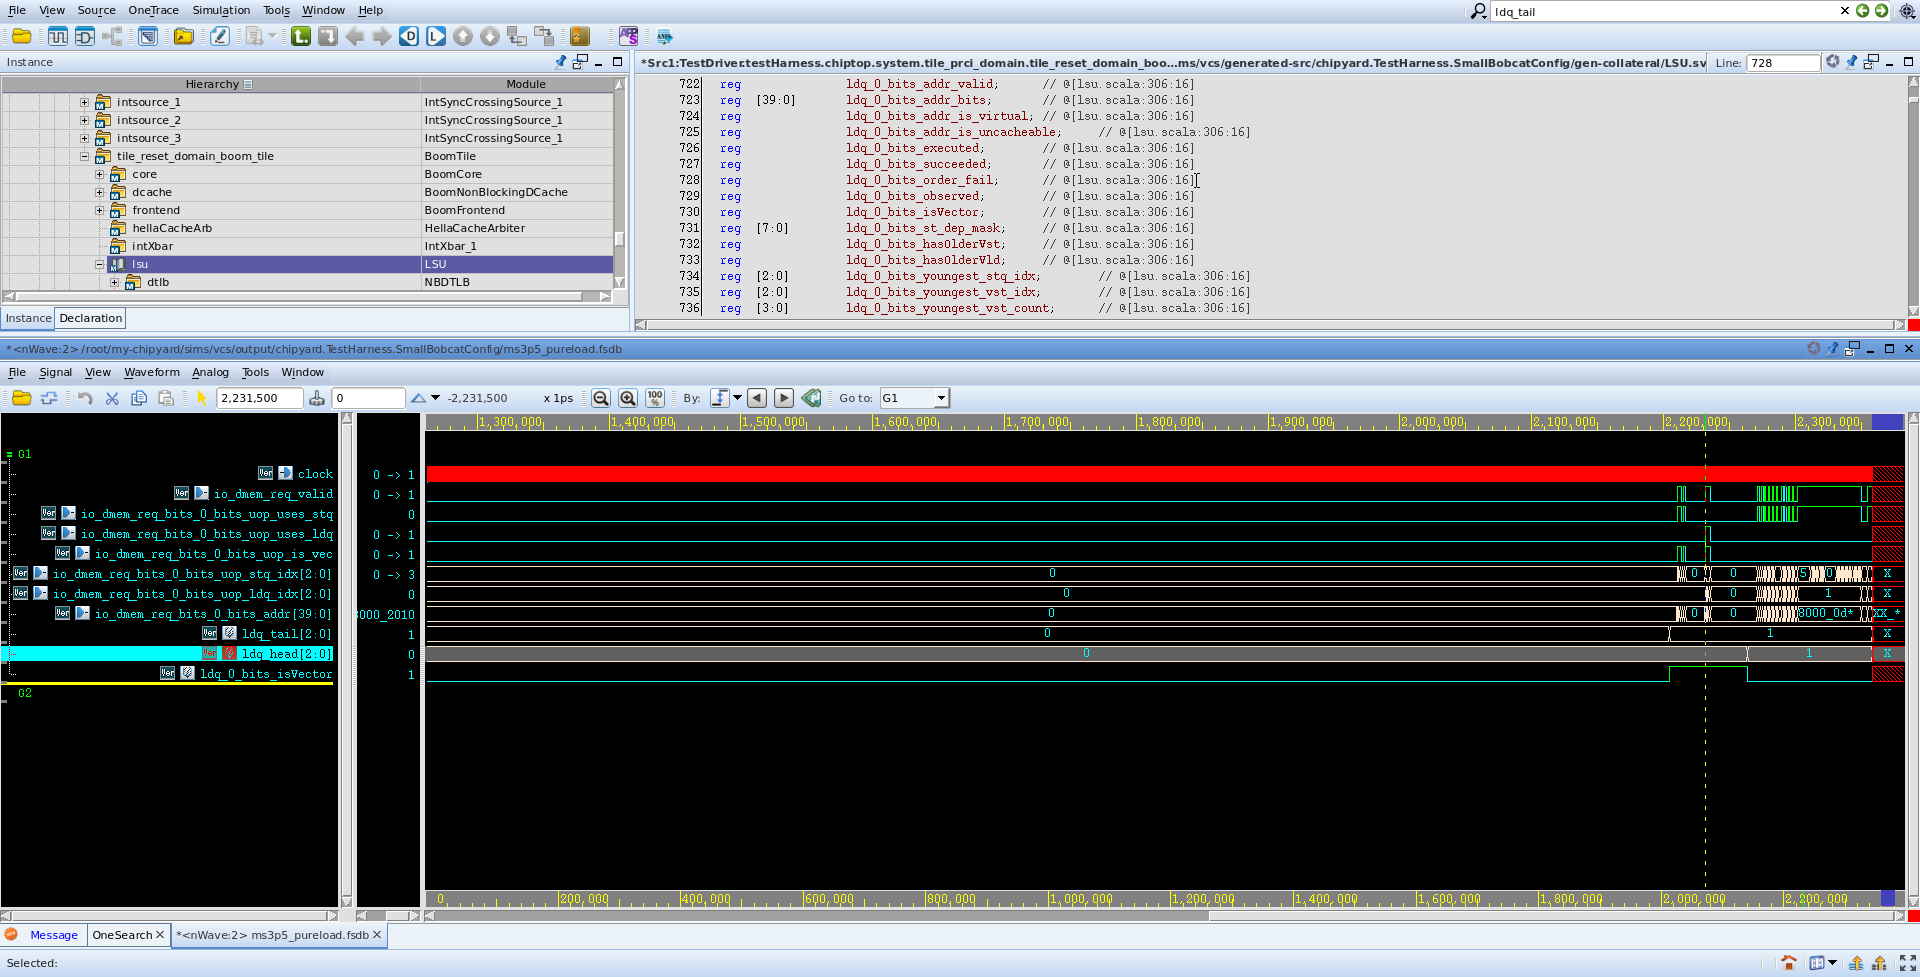 File View Source OneTrace Simulation Tools Window Help ldq_tail
Instance
*Src1:TestDriver.testHarness.chiptop.system.tile_prci_domain.tile_reset_domain_boo...ms/vcs/generated-src/chipyard.TestHarness.SmallBobcatConfig/gen-collateral/LSU.sv Line: 728
Hierarchy Module
intsource_1 IntSyncCrossingSource_1
intsource_2 IntSyncCrossingSource_1
intsource_3 IntSyncCrossingSource_1
tile_reset_domain_boom_tile BoomTile
core BoomCore
dcache BoomNonBlockingDCache
frontend BoomFrontend
hellaCacheArb HellaCacheArbiter
intXbar IntXbar_1
lsu LSU
dtlb NBDTLB
Instance Declaration
722 reg ldq_0_bits_addr_valid; // @[lsu.scala:306:16]
723 reg [39:0] ldq_0_bits_addr_bits; // @[lsu.scala:306:16]
724 reg ldq_0_bits_addr_is_virtual; // @[lsu.scala:306:16]
725 reg ldq_0_bits_addr_is_uncacheable; // @[lsu.scala:306:16]
726 reg ldq_0_bits_executed; // @[lsu.scala:306:16]
727 reg ldq_0_bits_succeeded; // @[lsu.scala:306:16]
728 reg ldq_0_bits_order_fail; // @[lsu.scala:306:16]
729 reg ldq_0_bits_observed; // @[lsu.scala:306:16]
730 reg ldq_0_bits_isVector; // @[lsu.scala:306:16]
731 reg [7:0] ldq_0_bits_st_dep_mask; // @[lsu.scala:306:16]
732 reg ldq_0_bits_hasOlderVst; // @[lsu.scala:306:16]
733 reg ldq_0_bits_hasOlderVld; // @[lsu.scala:306:16]
734 reg [2:0] ldq_0_bits_youngest_stq_idx; // @[lsu.scala:306:16]
735 reg [2:0] ldq_0_bits_youngest_vst_idx; // @[lsu.scala:306:16]
736 reg [3:0] ldq_0_bits_youngest_vst_count; // @[lsu.scala:306:16]
*<nWave:2> /root/my-chipyard/sims/vcs/output/chipyard.TestHarness.SmallBobcatConfig/ms3p5_pureload.fsdb
File Signal View Waveform Analog Tools Window
2,231,500 0 -2,231,500 x 1ps 100 % By: Go to: G1
1,300,000 1,400,000 1,500,000 1,600,000 1,700,000 1,800,000 1,900,000 2,000,000 2,100,000 2,200,000 2,300,000
G1
clock 0 -> 1
io_dmem_req_valid 0 -> 1
io_dmem_req_bits_0_bits_uop_uses_stq 0
io_dmem_req_bits_0_bits_uop_uses_ldq 0 -> 1
io_dmem_req_bits_0_bits_uop_is_vec 0 -> 1
io_dmem_req_bits_0_bits_uop_stq_idx[2:0] 0 -> 3 0 0 0 5 0 X
io_dmem_req_bits_0_bits_uop_ldq_idx[2:0] 0 0 0 1 X
io_dmem_req_bits_0_bits_addr[39:0] 8000_2010 0 0 0 8000_0d* XX_*
ldq_tail[2:0] 1 0 1 X
ldq_head[2:0] 0 0 1 X
ldq_0_bits_isVector 1
G2
0 200,000 400,000 600,000 800,000 1,000,000 1,200,000 1,400,000 1,600,000 1,800,000 2,000,000 2,200,000
Message OneSearch *<nWave:2> ms3p5_pureload.fsdb
Selected: